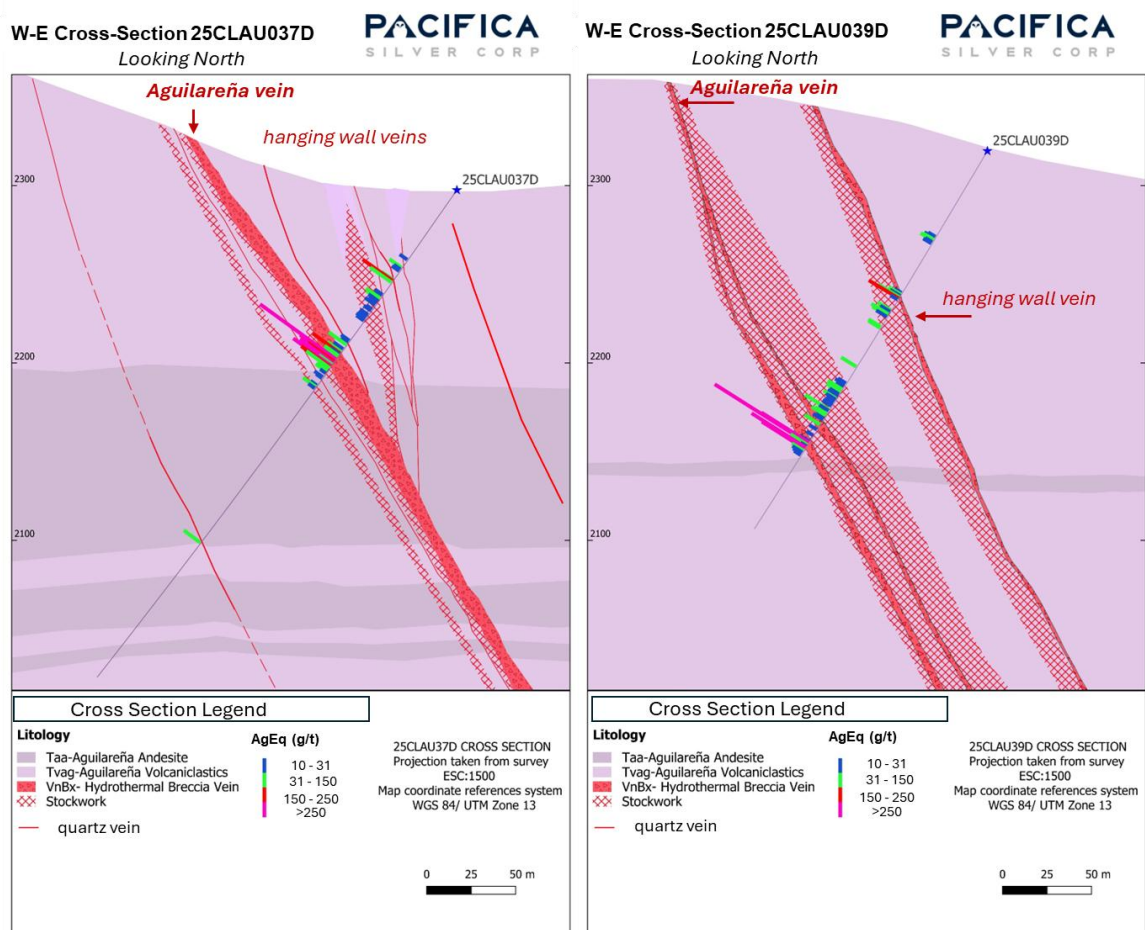 W-E Cross-Section 25CLAU037D
Looking North
PACIFICA
SILVER CORP
Aguilareña vein
hanging wall veins
25CLAU037D
2300
2200
2100
Cross Section Legend
Litology
Taa-Aguilareña Andesite
Tvag-Aguilareña Volcaniclastics
VnBx- Hydrothermal Breccia Vein
Stockwork
quartz vein
AgEq (g/t)
10 - 31
31 - 150
150 - 250
>250
25CLAU37D CROSS SECTION
Projection taken from survey
ESC:1500
Map coordinate references system
WGS 84/ UTM Zone 13
0 25 50 m
W-E Cross-Section 25CLAU039D
Looking North
PACIFICA
SILVER CORP
Aguilareña vein
25CLAU039D
hanging wall vein
2300
2200
2100
Cross Section Legend
Litology
Taa-Aguilareña Andesite
Tvag-Aguilareña Volcaniclastics
VnBx- Hydrothermal Breccia Vein
Stockwork
quartz vein
AgEq (g/t)
10 - 31
31 - 150
150 - 250
>250
25CLAU39D CROSS SECTION
Projection taken from survey
ESC:1500
Map coordinate references system
WGS 84/ UTM Zone 13
0 25 50 m